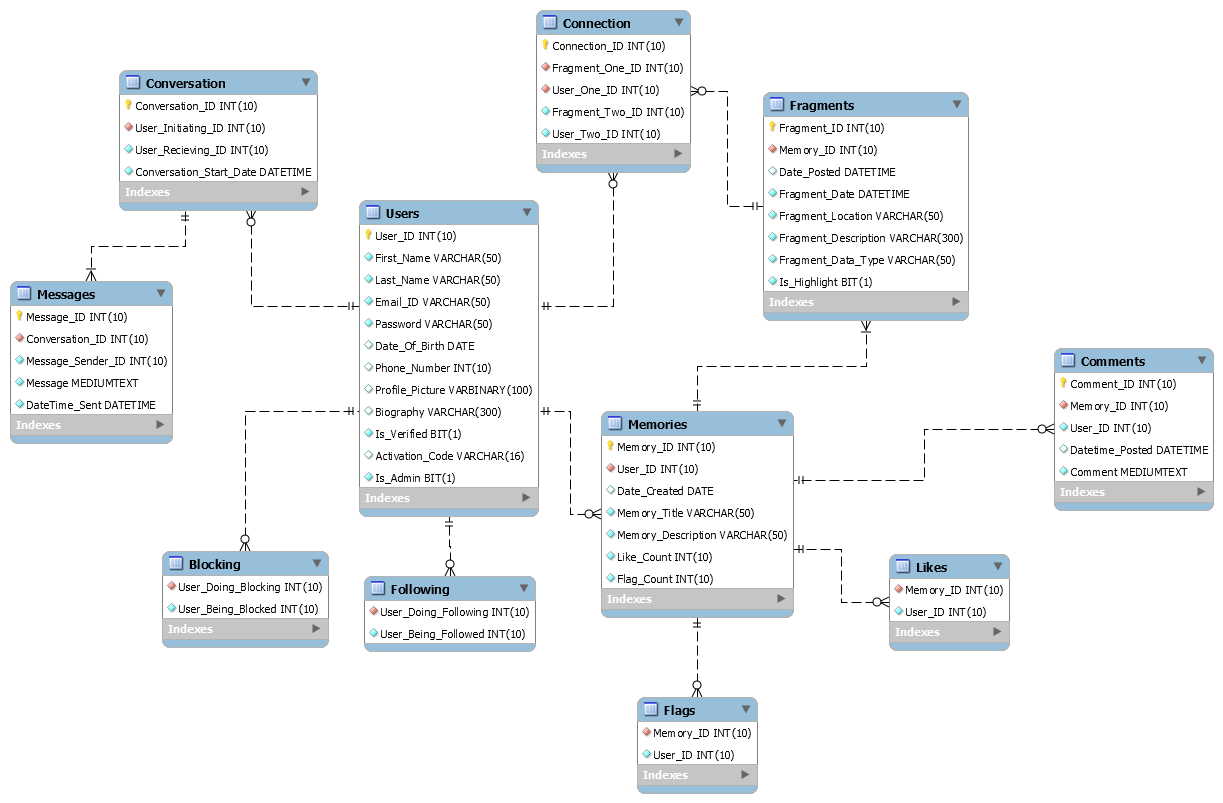 Connection
Connection_ID INT(10)
Fragment_One_ID INT(10)
User_One_ID INT(10)
Fragment_Two_ID INT(10)
User_Two_ID INT(10)
Indexes
Conversation
Conversation_ID INT(10)
User_Initiating_ID INT(10)
User_Recieving_ID INT(10)
Conversation_Start_Date DATETIME
Indexes
Fragments
Fragment_ID INT(10)
Memory_ID INT(10)
Date_Posted DATETIME
Fragment_Date DATETIME
Fragment_Location VARCHAR(50)
Fragment_Description VARCHAR(300)
Fragment_Data_Type VARCHAR(50)
Is_Highlight BIT(1)
Indexes
Users
User_ID INT(10)
First_Name VARCHAR(50)
Last_Name VARCHAR(50)
Email_ID VARCHAR(50)
Password VARCHAR(50)
Date_Of_Birth DATE
Phone_Number INT(10)
Profile_Picture VARBINARY(100)
Biography VARCHAR(300)
Is_Verified BIT(1)
Activation_Code VARCHAR(16)
Is_Admin BIT(1)
Indexes
Messages
Message_ID INT(10)
Conversation_ID INT(10)
Message_Sender_ID INT(10)
Message MEDIUMTEXT
DateTime_Sent DATETIME
Indexes
Comments
Comment_ID INT(10)
Memory_ID INT(10)
User_ID INT(10)
Datetime_Posted DATETIME
Comment MEDIUMTEXT
Indexes
Memories
Memory_ID INT(10)
User_ID INT(10)
Date_Created DATE
Memory_Title VARCHAR(50)
Memory_Description VARCHAR(50)
Like_Count INT(10)
Flag_Count INT(10)
Indexes
Blocking
User_Doing_Blocking INT(10)
User_Being_Blocked INT(10)
Indexes
Following
User_Doing_Following INT(10)
User_Being_Followed INT(10)
Likes
Memory_ID INT(10)
User_ID INT(10)
Indexes
Flags
Memory_ID INT(10)
User_ID INT(10)
Indexes